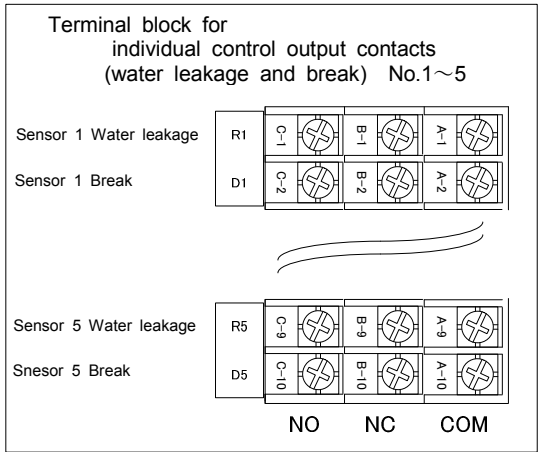 Terminal block for
individual control output contacts
(water leakage and break) No.1～5
Sensor 1 Water leakage R1 C-1 B-1 A-1
Sensor 1 Break D1 C-2 B-2 A-2
Sensor 5 Water leakage R5 C-9 B-9 A-9
Snesor 5 Break D5 C-10 B-10 A-10
NO NC COM